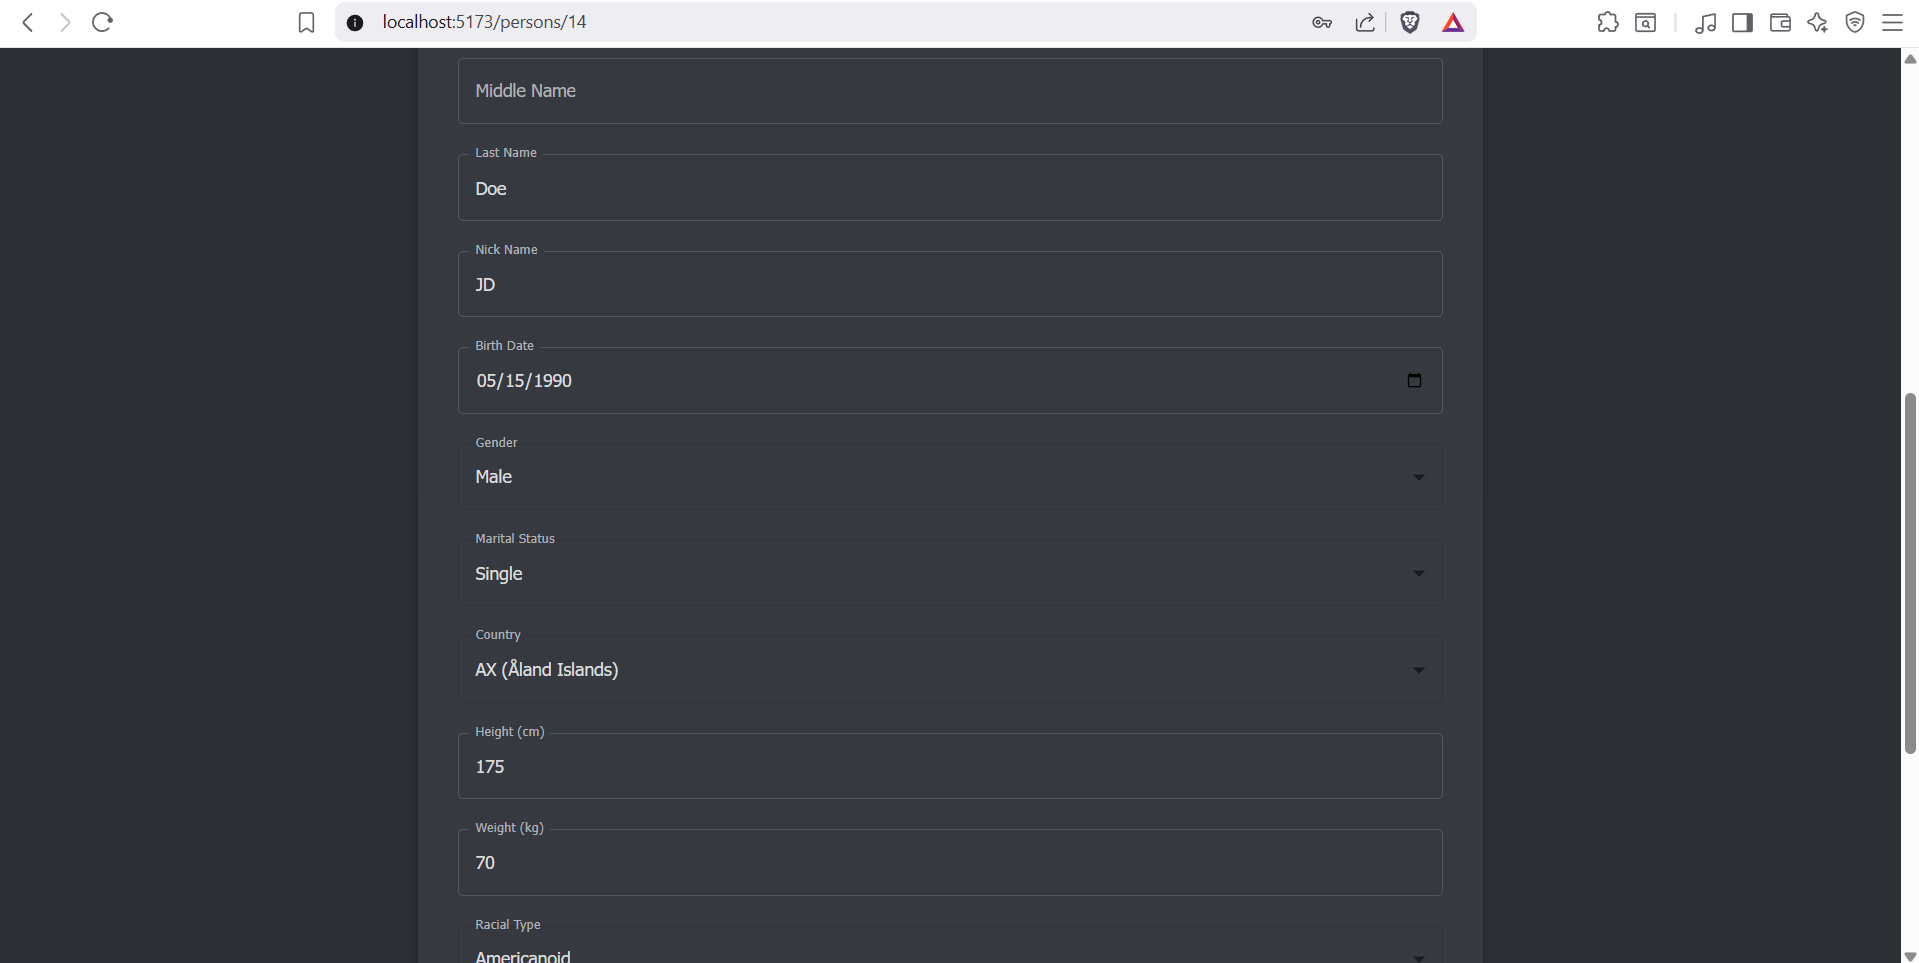 localhost:5173/persons/14
Middle Name
Last Name
Doe
Nick Name
JD
Birth Date
05/15/1990
Gender
Male
Marital Status
Single
Country
AX (Åland Islands)
Height (cm)
175
Weight (kg)
70
Racial Type
Americanoid